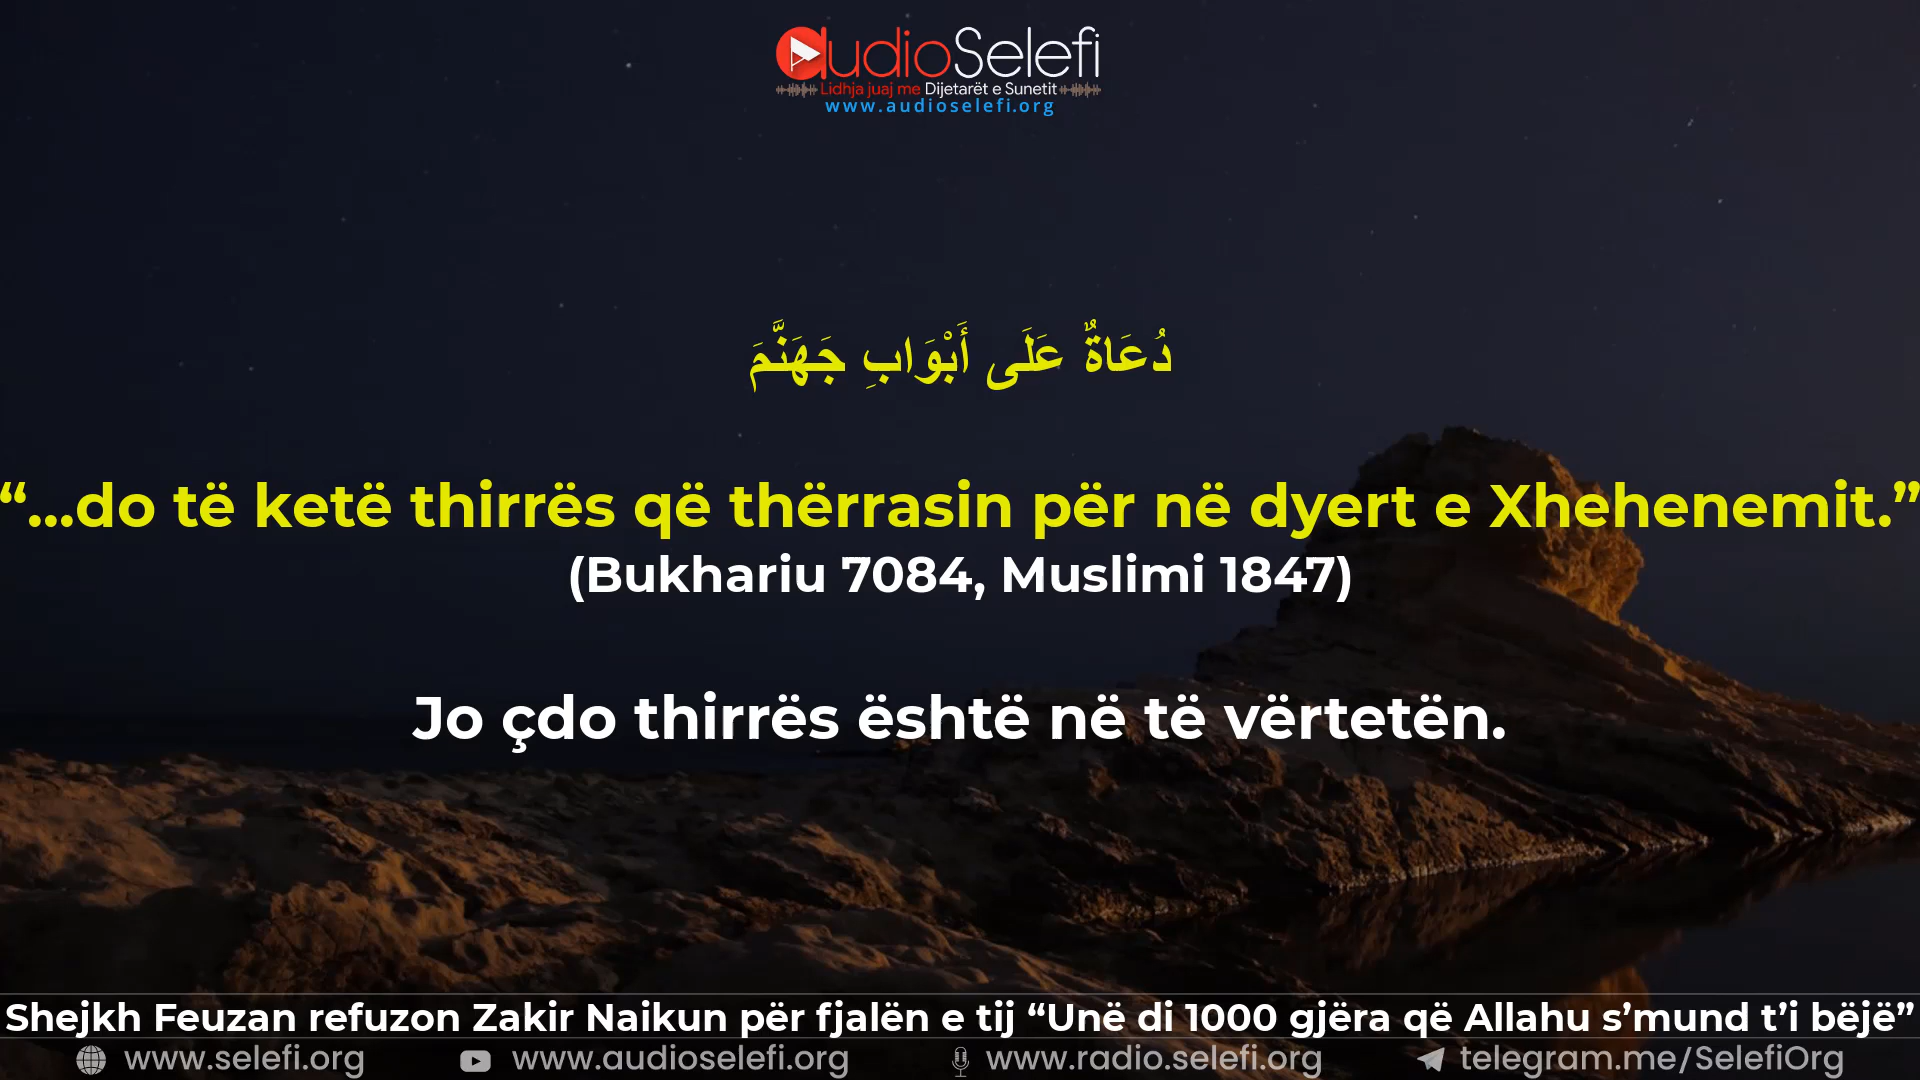 audioSelefi
Lidhja juaj me Dijetarët e Sunetit
www.audioselefi.org
دُعَاةٌ عَلَى أَبْوَابِ جَهَنَّمَ
“...do të ketë thirrës që thërrasin për në dyert e Xhehenemit.”
(Bukhariu 7084, Muslimi 1847)
Jo çdo thirrës është në të vërtetën.
Shejkh Feuzan refuzon Zakir Naikun për fjalën e tij “Unë di 1000 gjëra që Allahu s’mund t’i bëjë”
www.selefi.org www.audioselefi.org www.radio.selefi.org telegram.me/SelefiOrg